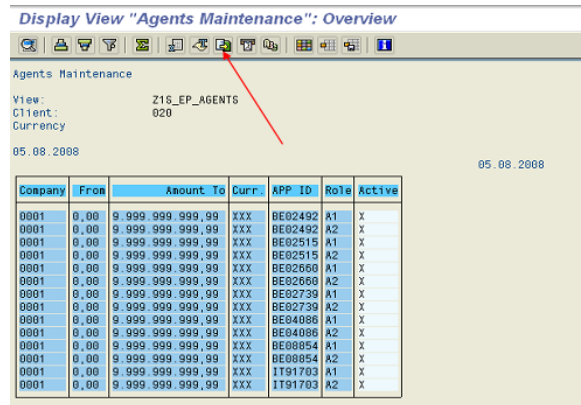 Display View "Agents Maintenance": Overview
Agents Maintenance
View: Z1S_EP_AGENTS
Client: 020
Currency
05.08.2008
05.08.2008
Company From Amount To Curr. APP ID Role Active
0001 0,00 9.999.999.999,99 XXX BE02492 A1 X
0001 0,00 9.999.999.999,99 XXX BE02492 A2 X
0001 0,00 9.999.999.999,99 XXX BE02515 A1 X
0001 0,00 9.999.999.999,99 XXX BE02515 A2 X
0001 0,00 9.999.999.999,99 XXX BE02660 A1 X
0001 0,00 9.999.999.999,99 XXX BE02660 A2 X
0001 0,00 9.999.999.999,99 XXX BE02739 A1 X
0001 0,00 9.999.999.999,99 XXX BE02739 A2 X
0001 0,00 9.999.999.999,99 XXX BE04086 A1 X
0001 0,00 9.999.999.999,99 XXX BE04086 A2 X
0001 0,00 9.999.999.999,99 XXX BE08854 A1 X
0001 0,00 9.999.999.999,99 XXX BE08854 A2 X
0001 0,00 9.999.999.999,99 XXX IT91703 A1 X
0001 0,00 9.999.999.999,99 XXX IT91703 A2 X